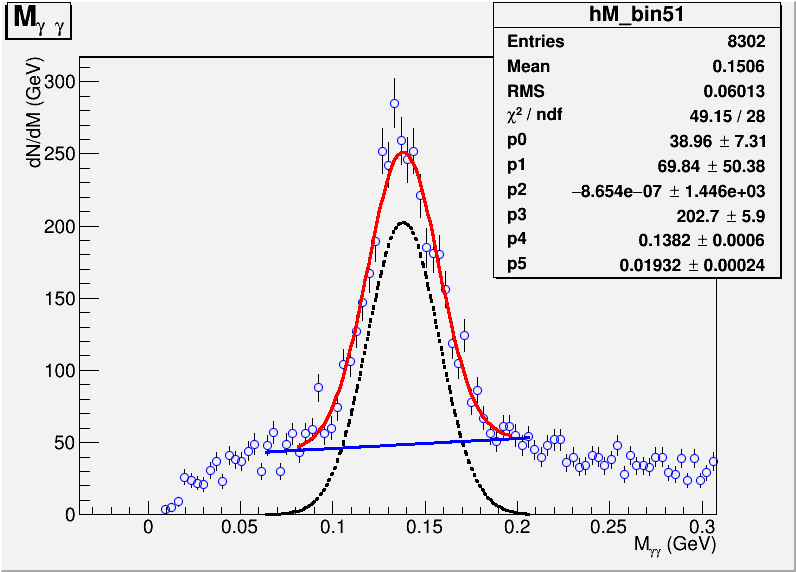 M γ γ
hM_bin51
Entries 8302
Mean 0.1506
RMS 0.06013
χ² / ndf 49.15 / 28
p0 38.96 ± 7.31
p1 69.84 ± 50.38
p2 −8.654e−07 ± 1.446e+03
p3 202.7 ± 5.9
p4 0.1382 ± 0.0006
p5 0.01932 ± 0.00024
dN/dM (GeV)
300
250
200
150
100
50
0
0 0.05 0.1 0.15 0.2 0.25 0.3
Mγγ (GeV)